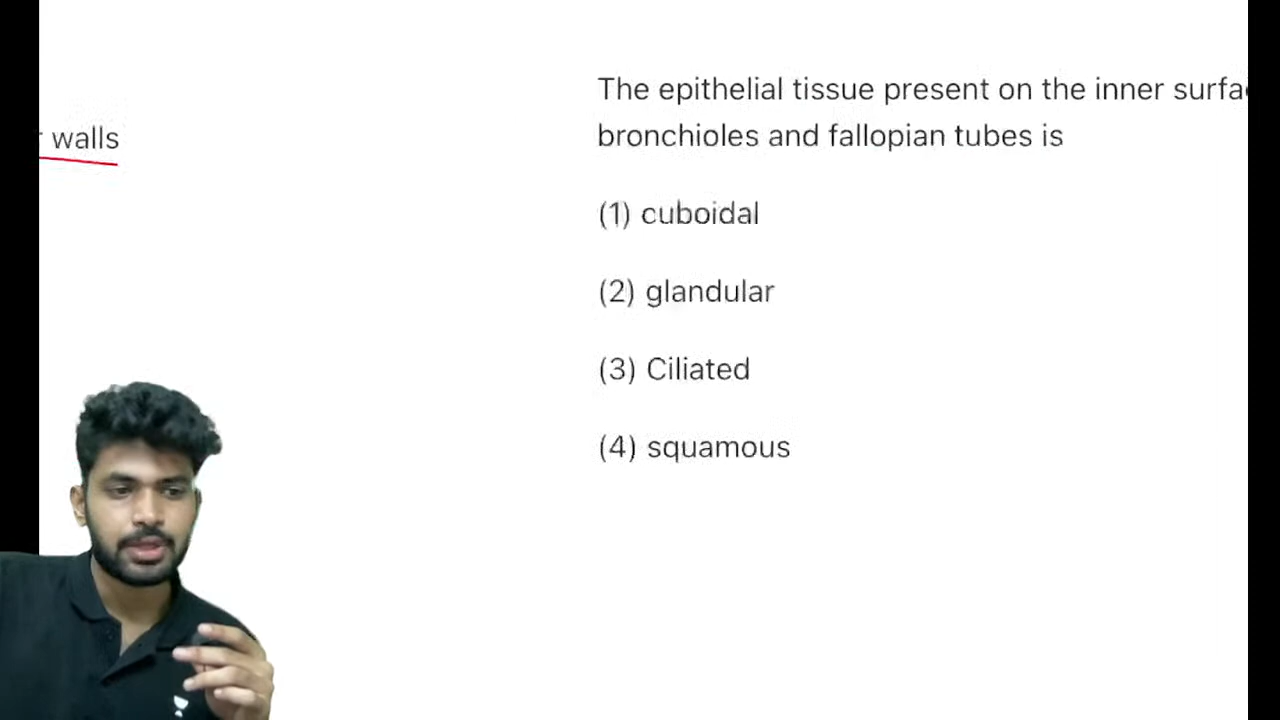 walls
The epithelial tissue present on the inner
bronchioles and fallopian tubes is
(1) cuboidal
(2) glandular
(3) Ciliated
(4) squamous